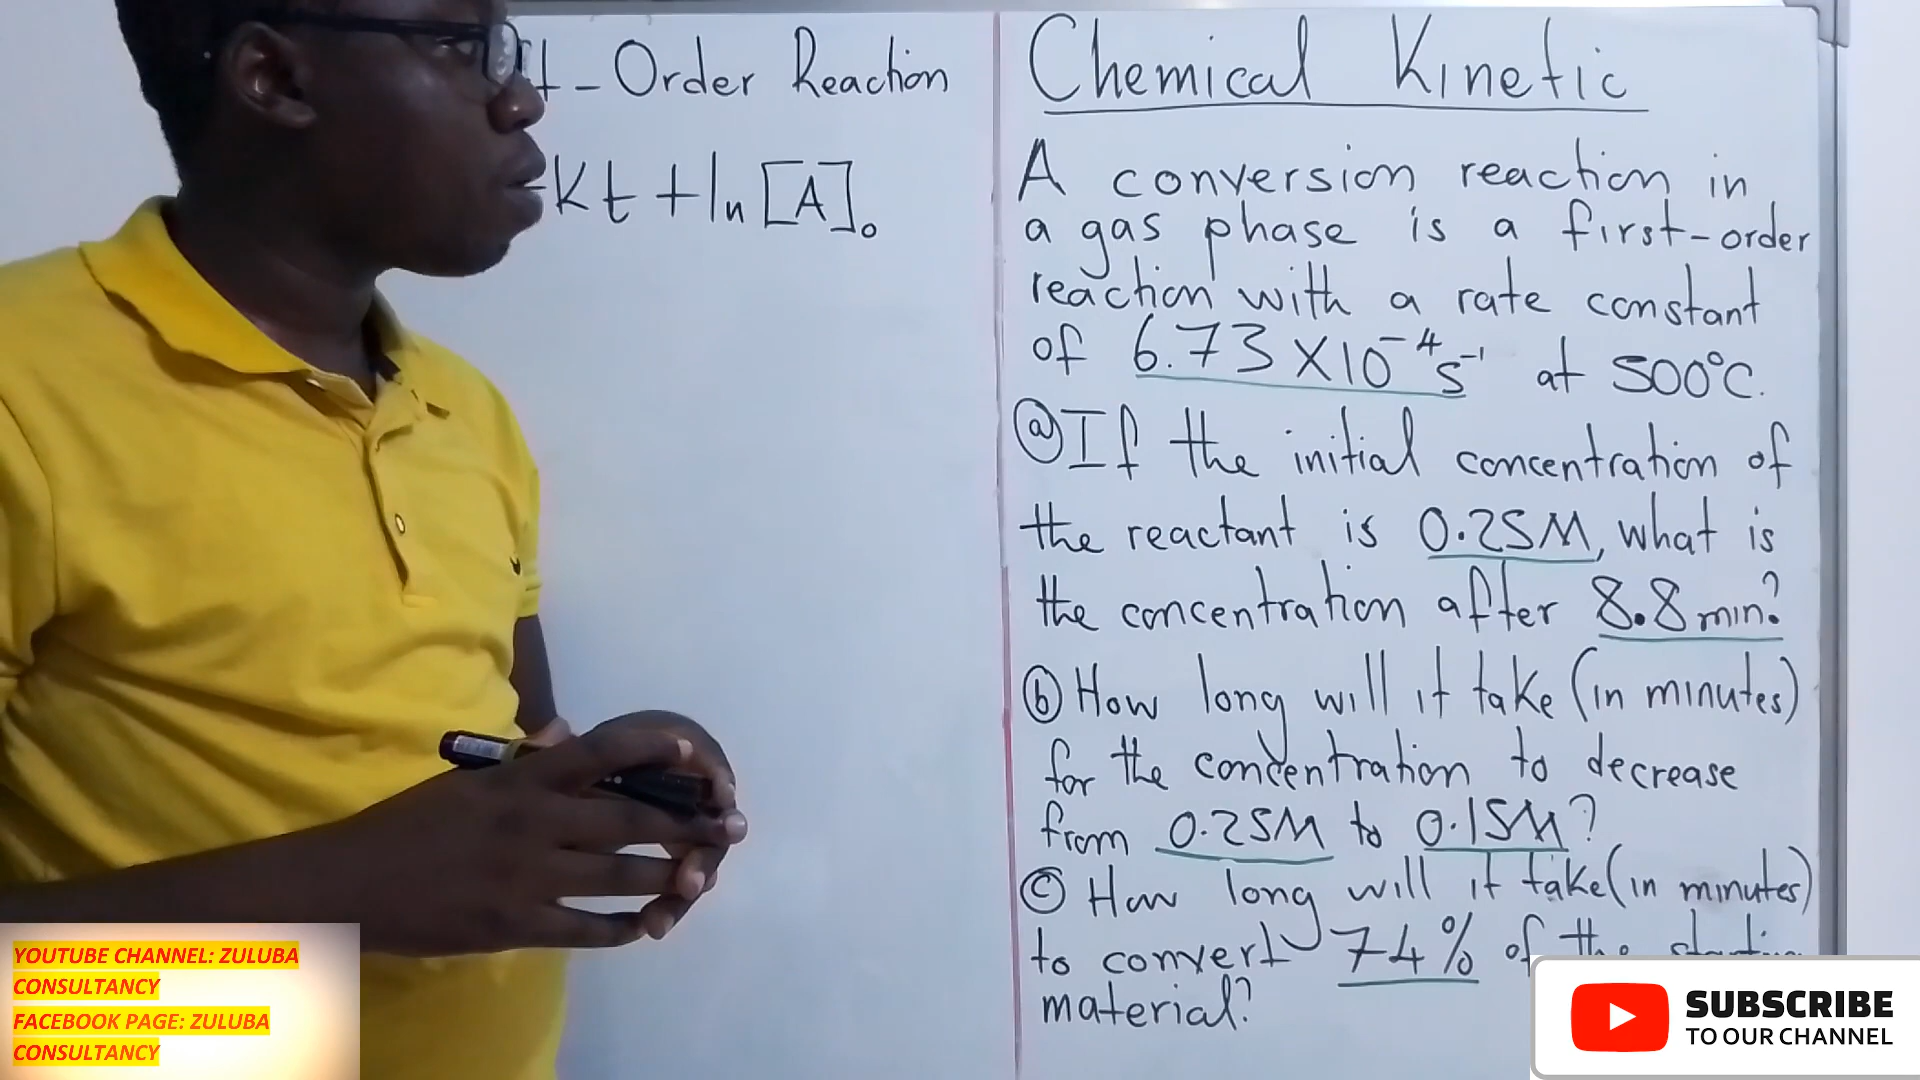 t - Order Reaction
-Kt + ln [A]₀
Chemical Kinetic
A conversion reaction in
a gas phase is a first-order
reaction with a rate constant
of 6.73 X10⁻⁴ s⁻¹ at 500°C.
ⓐ If the initial concentration of
the reactant is 0.25M, what is
the concentration after 8.8min?
ⓑ How long will it take (in minutes)
for the concentration to decrease
from 0.25M to 0.15M?
ⓒ How long will it take (in minutes)
to convert 74% of the starting
material?
YOUTUBE CHANNEL: ZULUBA
CONSULTANCY
FACEBOOK PAGE: ZULUBA
CONSULTANCY
SUBSCRIBE
TO OUR CHANNEL